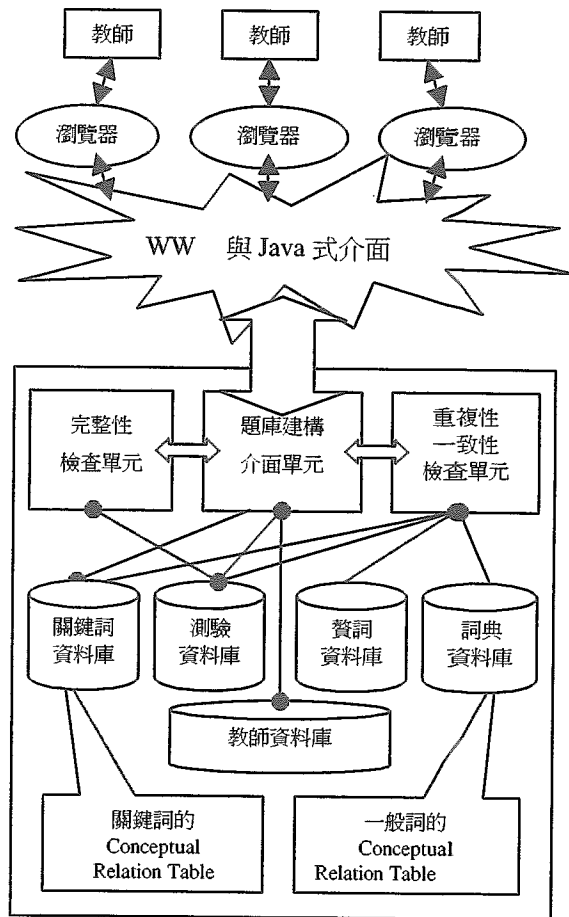 教師 教師 教師
瀏覽器 瀏覽器 瀏覽器
WW 與 Java 式介面
完整性
檢查單元
題庫建構
介面單元
重複性
一致性
檢查單元
關鍵詞
資料庫
測驗
資料庫
贅詞
資料庫
詞典
資料庫
教師資料庫
關鍵詞的
Conceptual
Relation Table
一般詞的
Conceptual
Relation Table